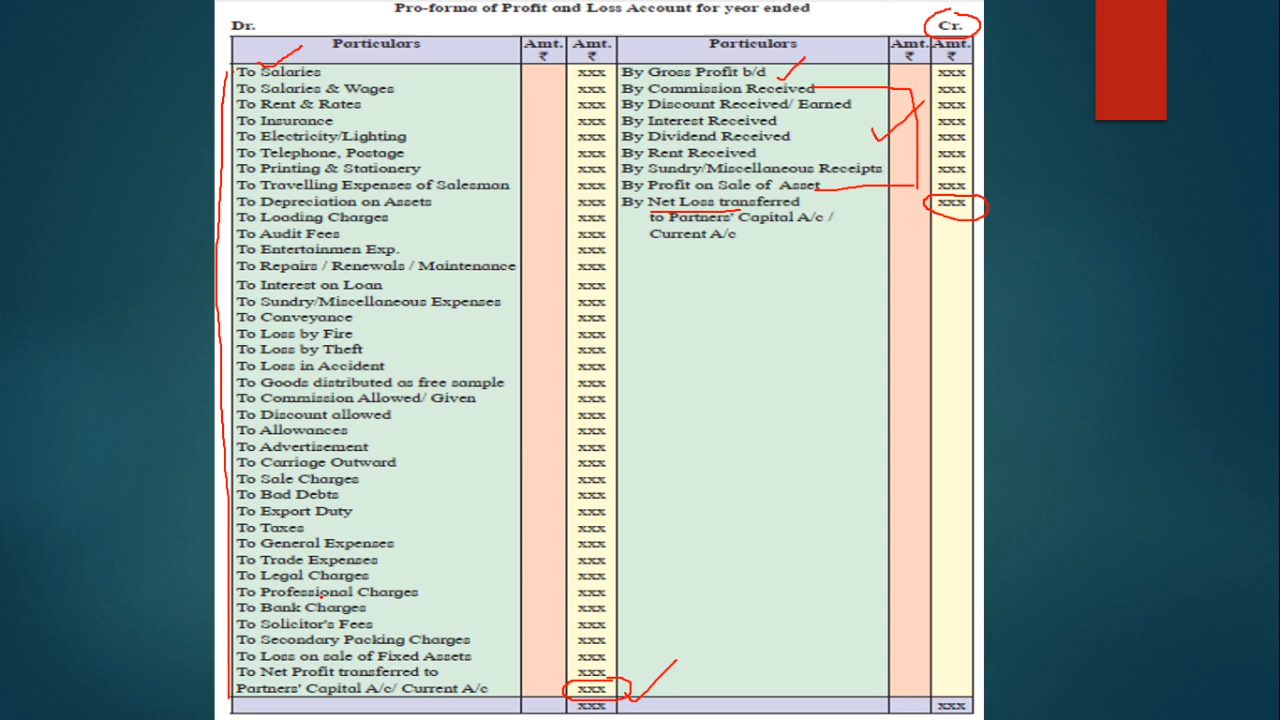 Pro-forma of Profit and Loss Account for year ended
Dr. Cr.
Particulars Amt. ₹ Amt. ₹ Particulars Amt. ₹ Amt. ₹
To Salaries xxx By Gross Profit b/d xxx
To Salaries & Wages xxx By Commission Received xxx
To Rent & Rates xxx By Discount Received/ Earned xxx
To Insurance xxx By Interest Received xxx
To Electricity/Lighting xxx By Dividend Received xxx
To Telephone, Postage xxx By Rent Received xxx
To Printing & Stationery xxx By Sundry/Miscellaneous Receipts xxx
To Travelling Expenses of Salesman xxx By Profit on Sale of Asset xxx
To Depreciation on Assets xxx By Net Loss transferred xxx
To Loading Charges xxx to Partners' Capital A/c /
To Audit Fees xxx Current A/c
To Entertainmen Exp. xxx
To Repairs / Renewals / Maintenance xxx
To Interest on Loan xxx
To Sundry/Miscellaneous Expenses xxx
To Conveyance xxx
To Loss by Fire xxx
To Loss by Theft xxx
To Loss in Accident xxx
To Goods distributed as free sample xxx
To Commission Allowed/ Given xxx
To Discount allowed xxx
To Allowances xxx
To Advertisement xxx
To Carriage Outward xxx
To Sale Charges xxx
To Bad Debts xxx
To Export Duty xxx
To Taxes xxx
To General Expenses xxx
To Trade Expenses xxx
To Legal Charges xxx
To Professional Charges xxx
To Bank Charges xxx
To Solicitor's Fees xxx
To Secondary Packing Charges xxx
To Loss on sale of Fixed Assets xxx
To Net Profit transferred to xxx
Partners' Capital A/c/ Current A/c xxx
xxx xxx